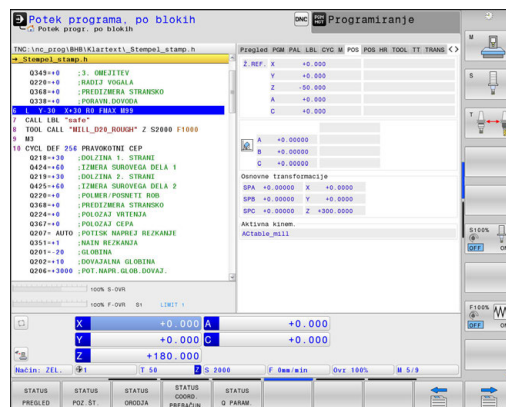 Potek programa, po blokih
Potek progr. po blokih
DNC
Programiranje
TNC:\nc_prog\BHB\Klartext\_Stempel_stamp.h
→_Stempel_stamp.h
Q349=+0 ;3. OMEJITEV
Q220=+0 ;RADIJ VOGALA
Q368=+0 ;PREDIZMERA STRANSKO
Q338=+0 ;PORAVN.DOVODA
6 L Y-30 X+30 R0 FMAX M99
7 CALL LBL "safe"
8 TOOL CALL "MILL_D20_ROUGH" Z S2000 F1000
9 M3
10 CYCL DEF 256 PRAVOKOTNI CEP
Q218=+30 ;DOLZINA 1. STRANI
Q424=+60 ;IZMERA SUROVEGA DELA 1
Q219=+30 ;DOLZINA 2. STRANI
Q425=+60 ;IZMERA SUROVEGA DELA 2
Q220=+0 ;POLMER/POSNETI ROB
Q368=+0 ;PREDIZMERA STRANSKO
Q224=+0 ;POLOZAJ VRTENJA
Q367=+0 ;POLOZAJ CEPA
Q207= AUTO ;POTISK NAPREJ REZKANJE
Q351=+1 ;NAIN REZKANJA
Q201=-20 ;GLOBINA
Q202=+10 ;DOVAJALNA GLOBINA
Q206=+3000 ;POT.NAPR.GLOB.DOVAJ.
100% S-OVR
100% F-OVR S1 LIMIT 1
Pregled PGM PAL LBL CYC M POS POS HR TOOL TT TRANS
Ž.REF. X +0.000
Y +0.000
Z -50.000
A +0.000
C +0.000
A +0.00000
B +0.00000
C +0.00000
Osnovne transformacije
SPA +0.00000 X +0.0000
SPB +0.00000 Y +0.0000
SPC +0.00000 Z +300.0000
Aktivna kinem.
ACtable_mill
X +0.000 A +0.000
Y +0.000 C +0.000
Z +180.000
Način: ŽEL. 1 T 50 Z S 2000 F 0mm/min Ovr 100% M 5/9
STATUS PREGLED
STATUS POZ.ŠT.
STATUS ORODJA
STATUS COORD. PRERAČUN
STATUS Q PARAM.
M
S
T
S100%
OFF ON
F100%
OFF ON